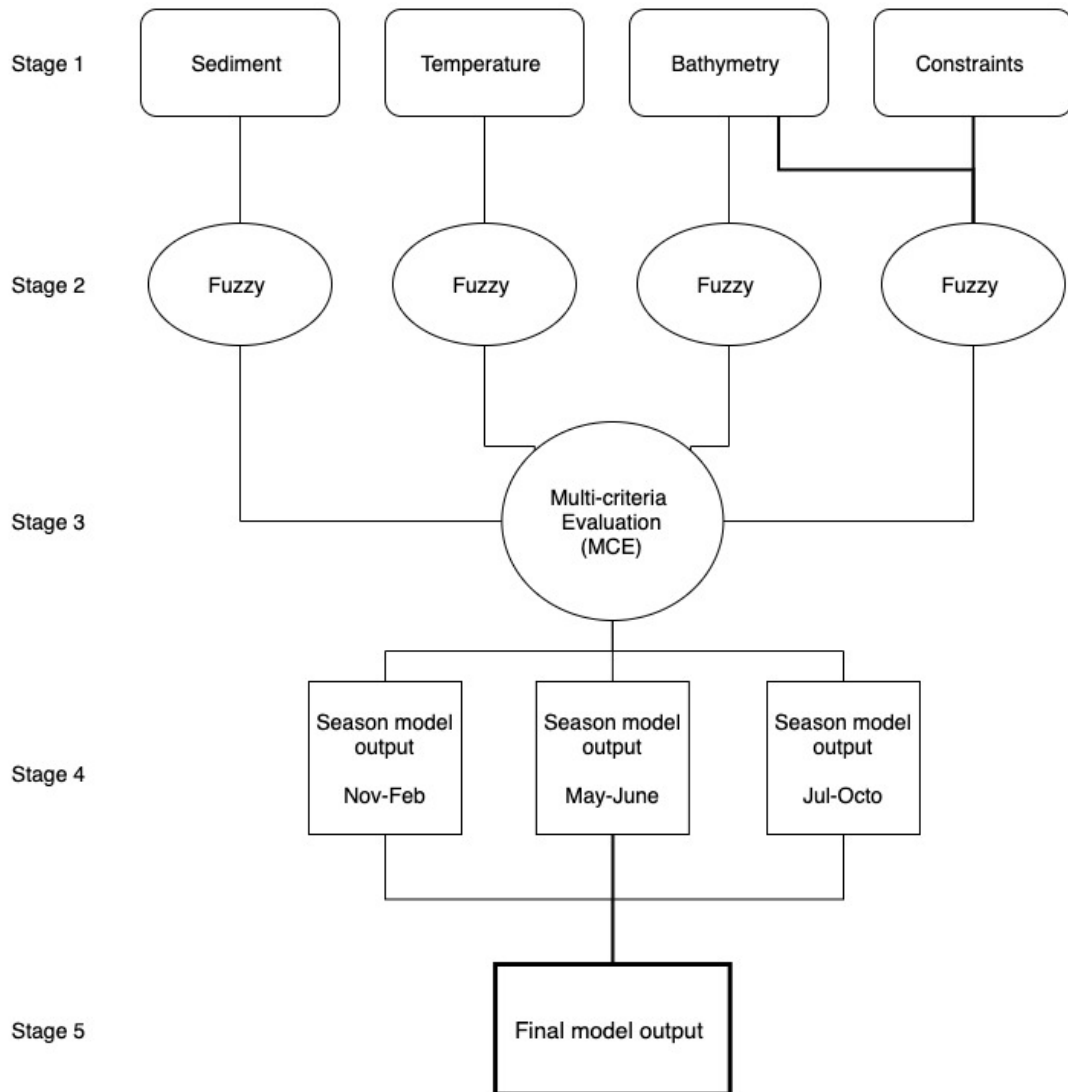 Stage 1
Sediment
Temperature
Bathymetry
Constraints
Stage 2
Fuzzy
Fuzzy
Fuzzy
Fuzzy
Stage 3
Multi-criteria
Evaluation
(MCE)
Stage 4
Season model
output
Nov-Feb
Season model
output
May-June
Season model
output
Jul-Octo
Stage 5
Final model output